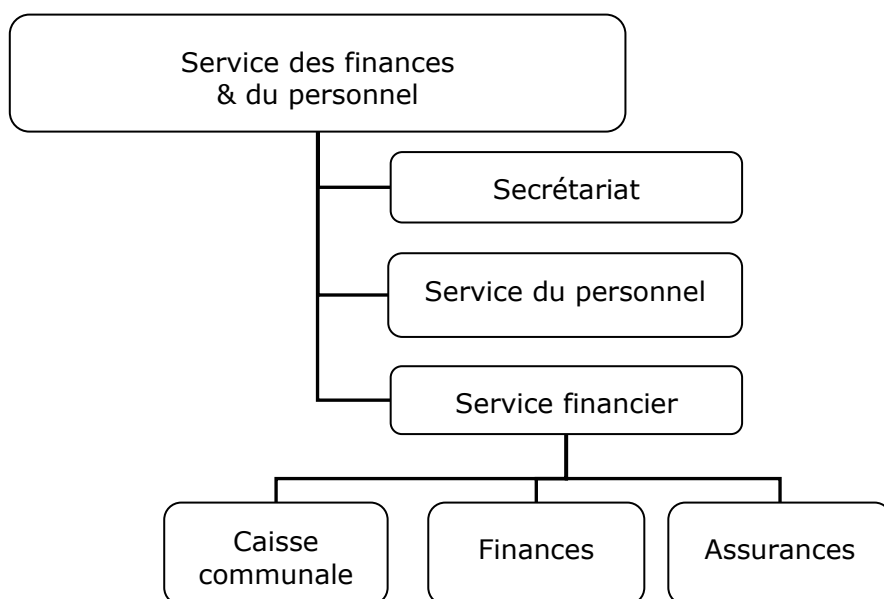 Service des finances
& du personnel
Secrétariat
Service du personnel
Service financier
Caisse
communale
Finances
Assurances